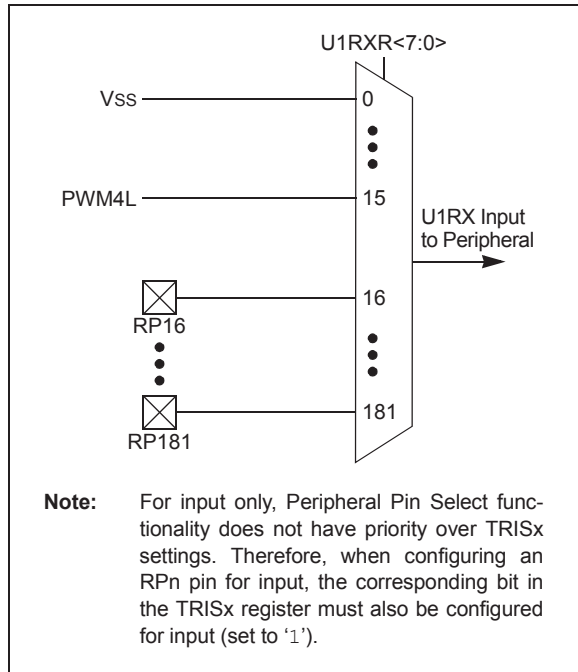 U1RXR<7:0>
VSS
0
PWM4L
15
U1RX Input
to Peripheral
16
RP16
181
RP181
Note: For input only, Peripheral Pin Select func-
tionality does not have priority over TRISx
settings. Therefore, when configuring an
RPn pin for input, the corresponding bit in
the TRISx register must also be configured
for input (set to ‘1’).